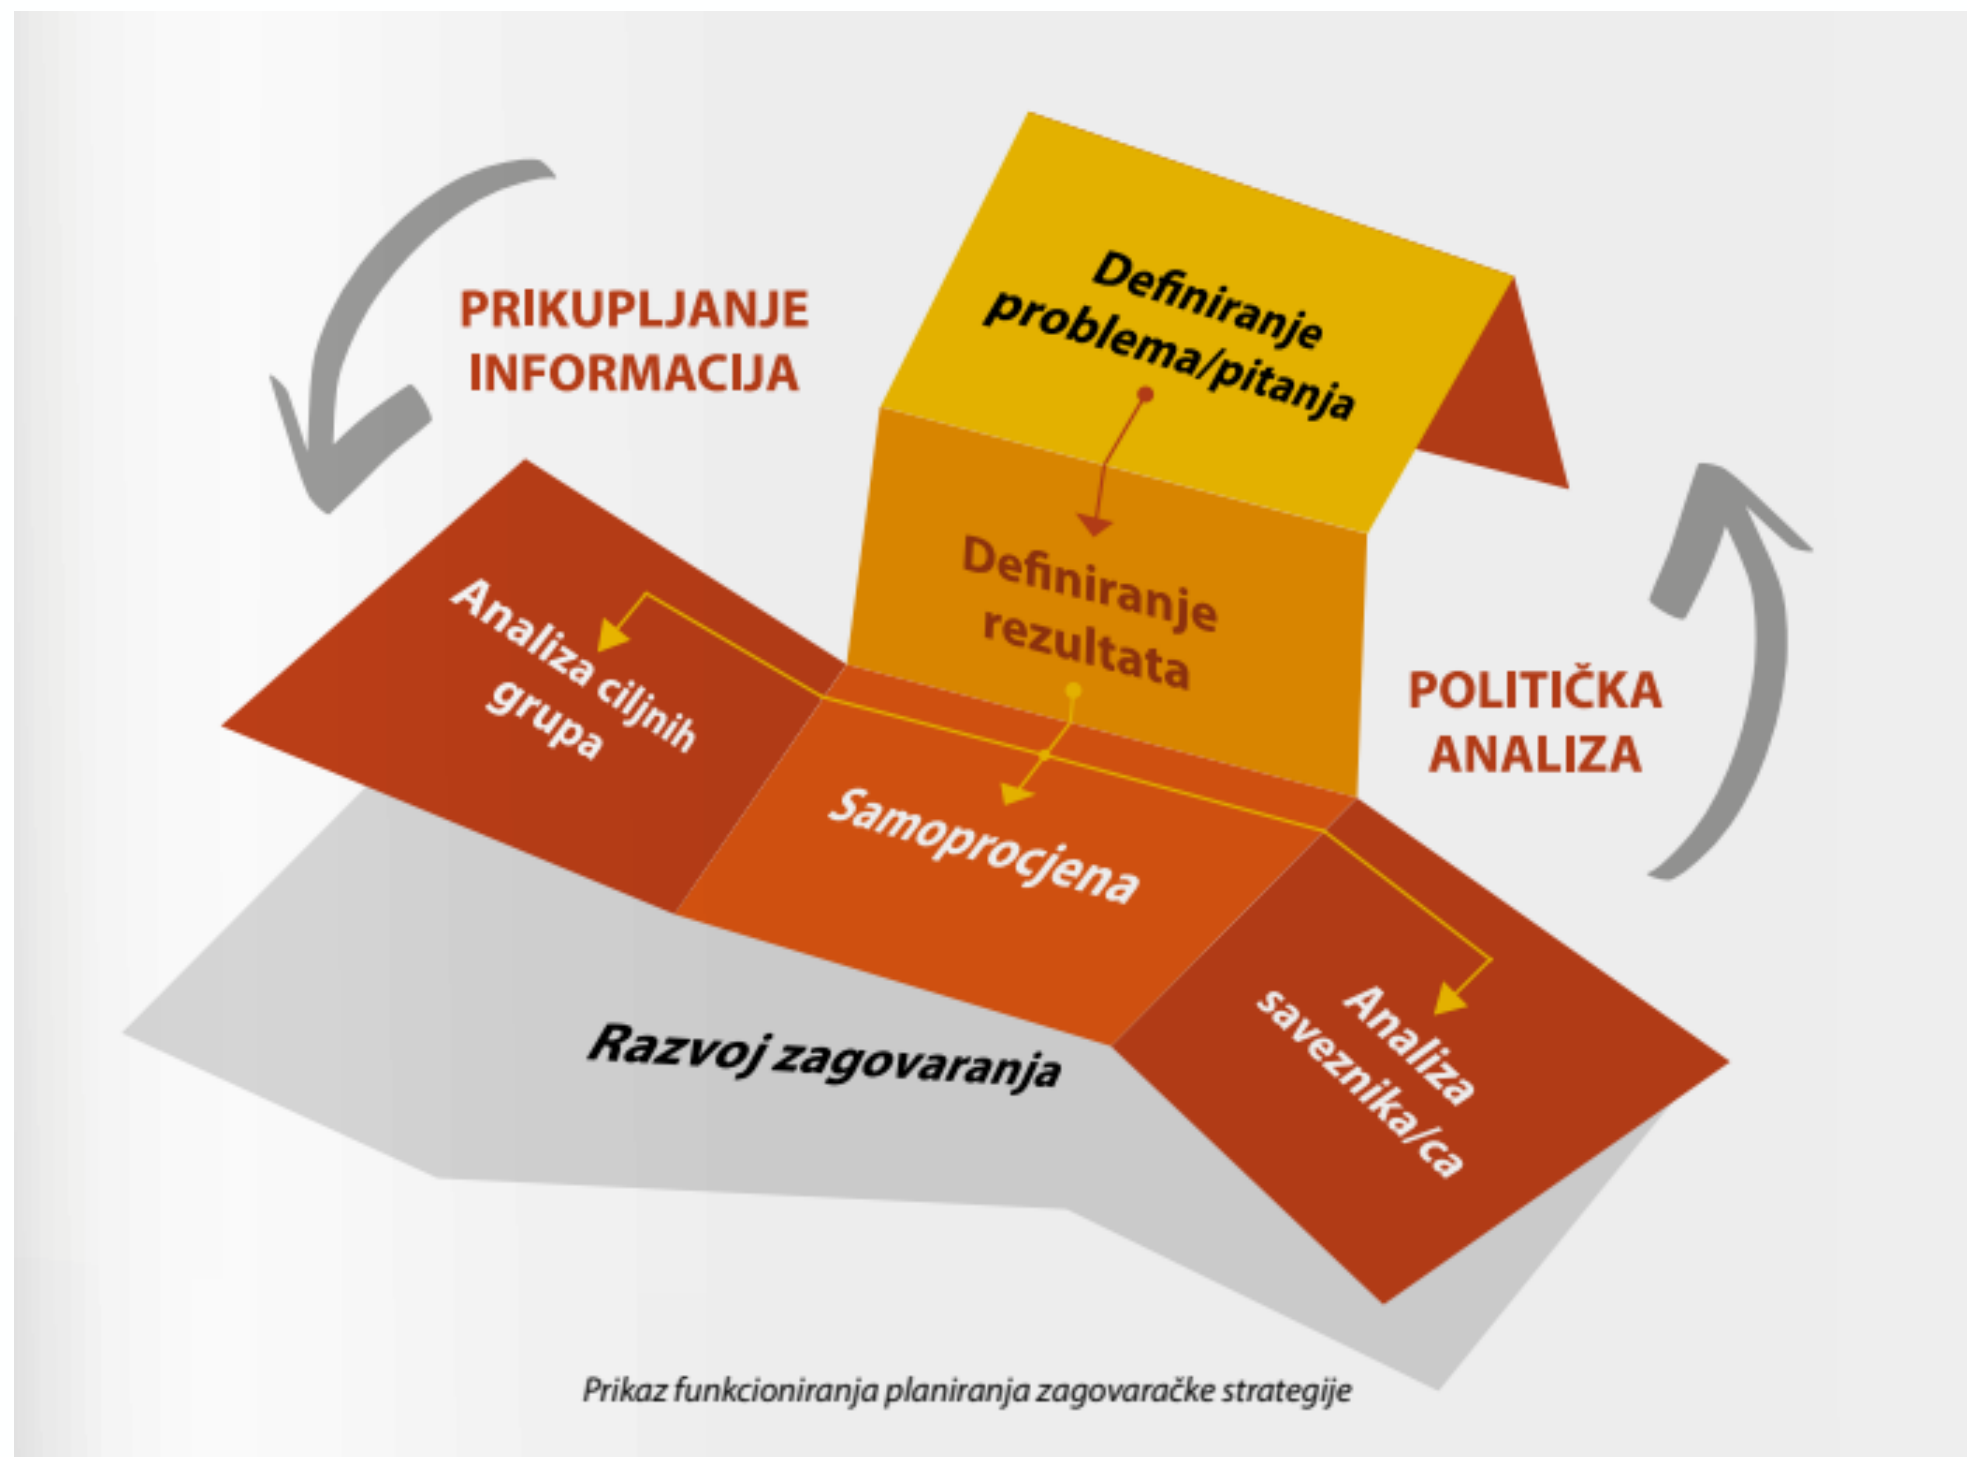 PRIKUPLJANJE
INFORMACIJA
Definiranje
problema/pitanja
Definiranje
rezultata
POLITIČKA
ANALIZA
Analiza ciljnih
grupa
Samoprocjena
Analiza
saveznika/ca
Razvoj zagovaranja
Prikaz funkcioniranja planiranja zagovaračke strategije